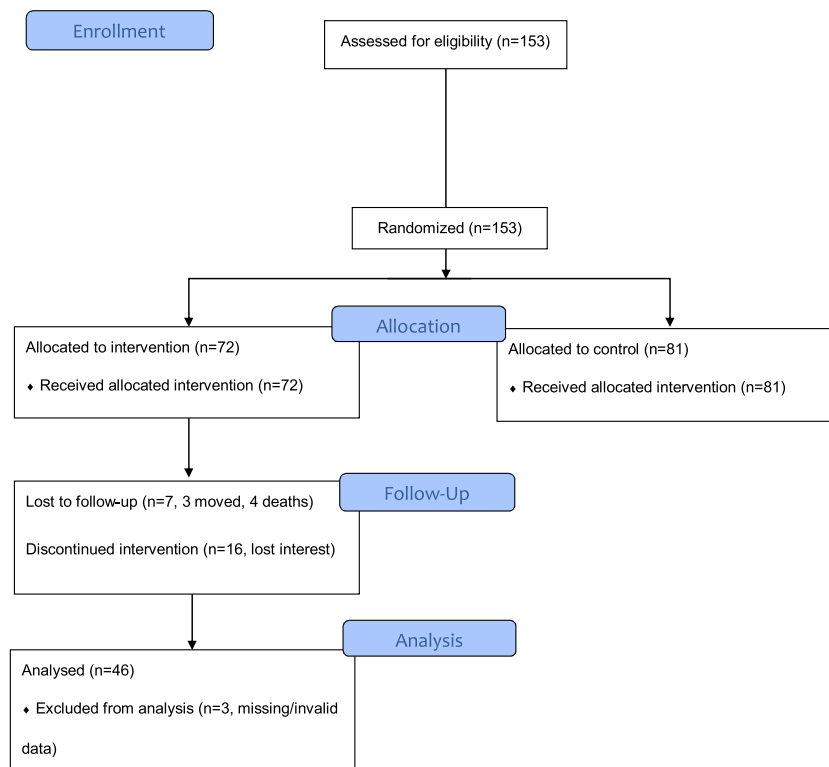 Enrollment
Assessed for eligibility (n=153)
Randomized (n=153)
Allocation
Allocated to intervention (n=72)
♦ Received allocated intervention (n=72)
Allocated to control (n=81)
♦ Received allocated intervention (n=81)
Follow-Up
Lost to follow-up (n=7, 3 moved, 4 deaths)
Discontinued intervention (n=16, lost interest)
Analysis
Analysed (n=46)
♦ Excluded from analysis (n=3, missing/invalid
data)